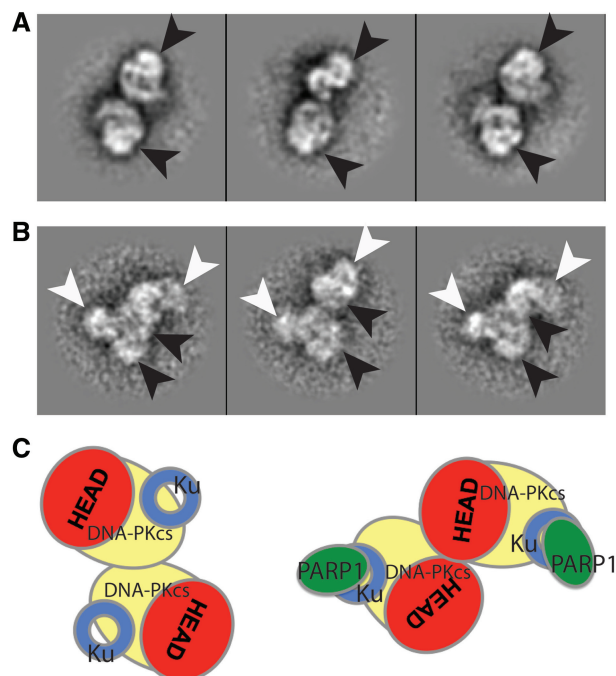 A
B
C
HEAD
Ku
DNA-PKcs
DNA-PKcs
Ku
HEAD
HEAD
DNA-PKcs
Ku
PARP1
PARP1
DNA-PKcs
Ku
HEAD